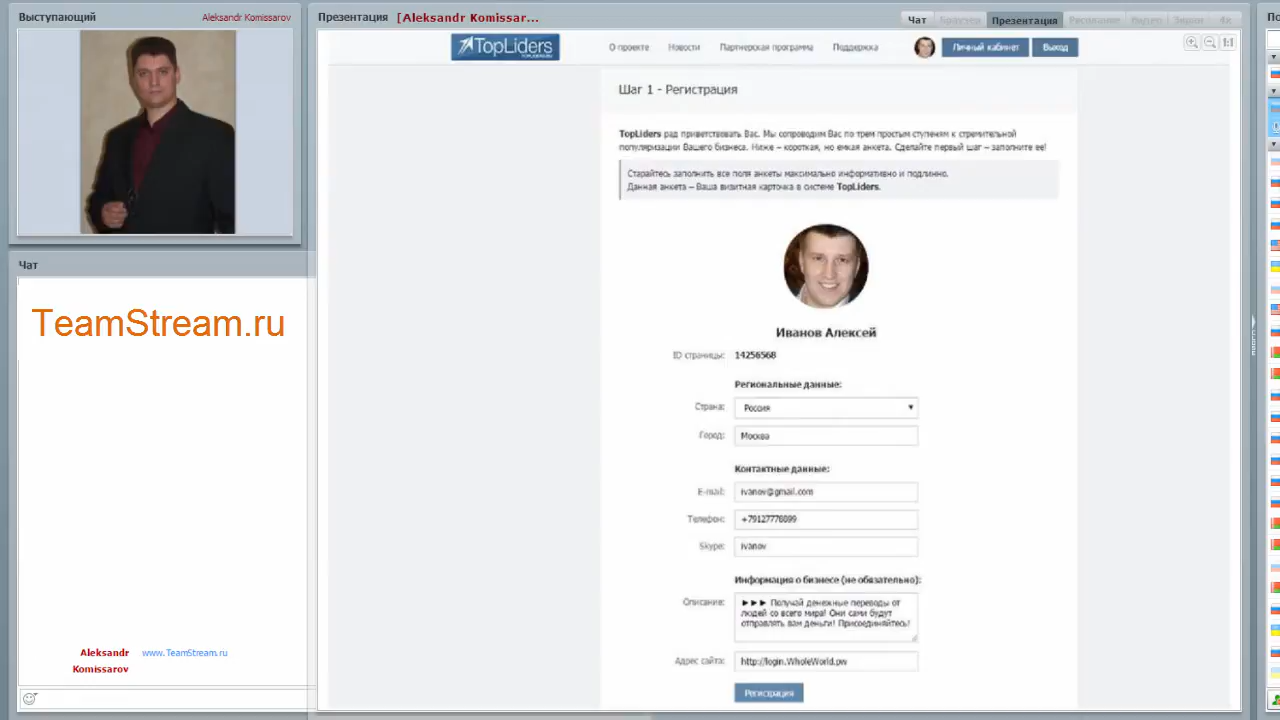 Выступающий
Aleksandr Komissarov
Чат
TeamStream.ru
Aleksandr
Komissarov
www.TeamStream.ru
Презентация [Aleksandr Komissar...
Чат
Презентация
Рисование
Видео
TopLiders
О проекте
Новости
Партнерская программа
Поддержка
Личный кабинет
Выход
1:1
Шаг 1 - Регистрация
TopLiders рад приветствовать Вас. Мы сопроводим Вас по трем простым ступеням к стремительной
популяризации Вашего бизнеса. Ниже – короткая, но емкая анкета. Сделайте первый шаг – заполните ее!
Старайтесь заполнить все поля анкеты максимально информативно и подлинно.
Данная анкета – Ваша визитная карточка в системе TopLiders.
Иванов Алексей
ID страницы: 14256568
Региональные данные:
Страна: Россия
Город: Москва
Контактные данные:
E-mail: ivanov@gmail.com
Телефон: +79127778899
Skype: ivanov
Информация о бизнесе (не обязательно):
Описание: ►►► Получай денежные переводы от
людей со всего мира! Они сами будут
отправлять вам деньги! Присоединяйтесь!
Адрес сайта: http://login.WholeWorld.pw
Регистрация